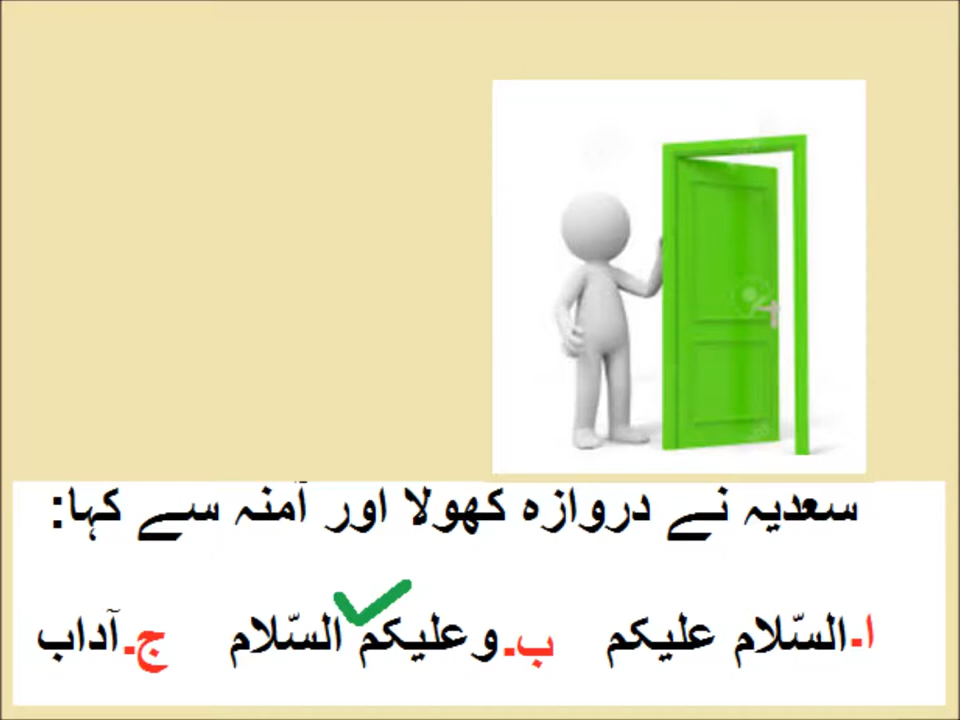 سعدیہ نے دروازہ کھولا اور آمنہ سے کہا:
ا۔ السّلام علیکم ب۔ وعلیکم السّلام ج۔ آداب